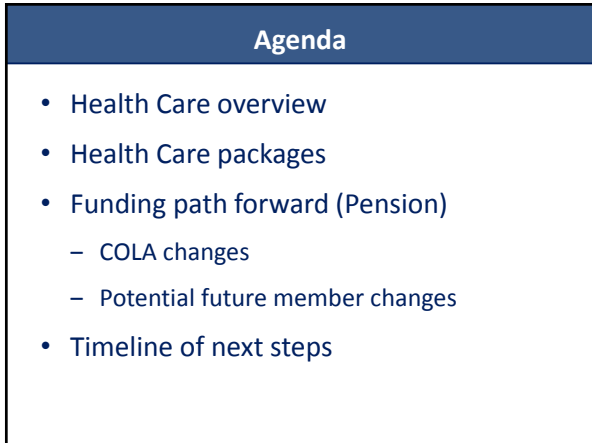 Agenda
• Health Care overview
• Health Care packages
• Funding path forward (Pension)
– COLA changes
– Potential future member changes
• Timeline of next steps